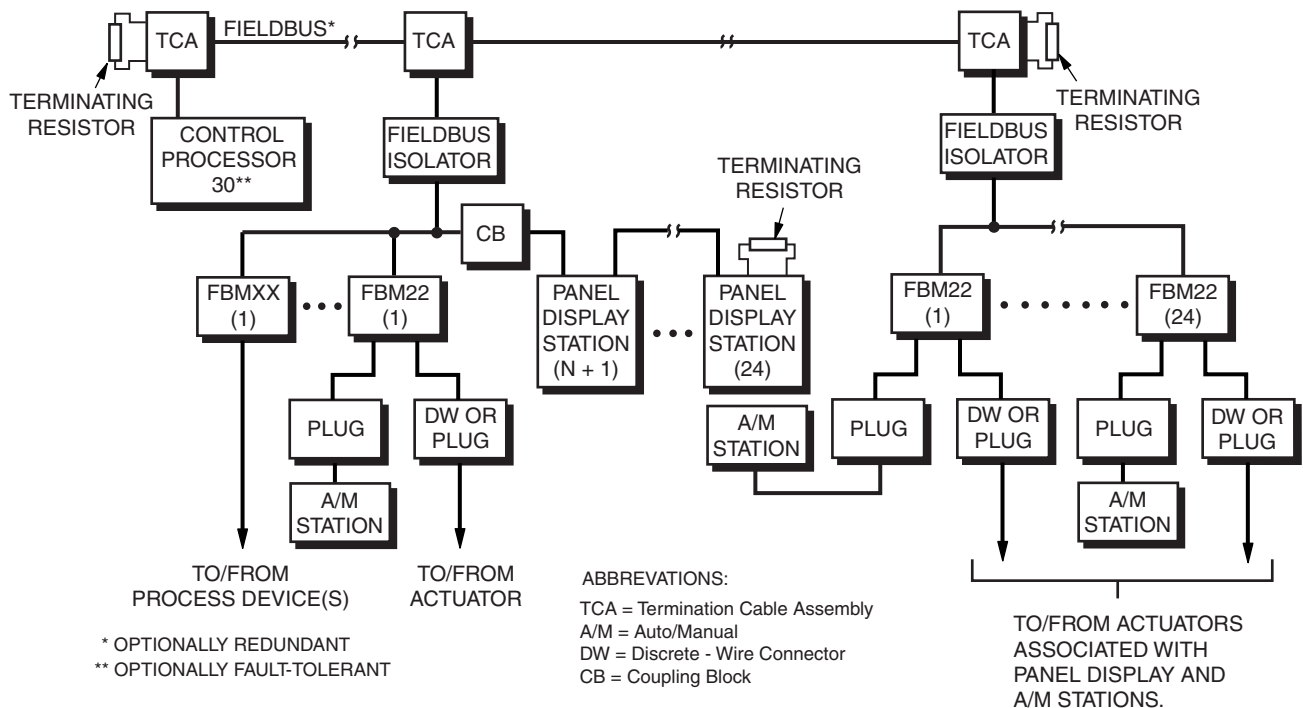 TCA
FIELDBUS*
TCA
TCA
TERMINATING
RESISTOR
CONTROL
PROCESSOR
30**
FIELDBUS
ISOLATOR
FIELDBUS
ISOLATOR
TERMINATING
RESISTOR
TERMINATING
RESISTOR
CB
FBMXX
(1)
FBM22
(1)
PANEL
DISPLAY
STATION
(N + 1)
PANEL
DISPLAY
STATION
(24)
FBM22
(1)
FBM22
(24)
PLUG
DW OR
PLUG
A/M
STATION
PLUG
DW OR
PLUG
PLUG
DW OR
PLUG
A/M
STATION
A/M
STATION
TO/FROM
PROCESS DEVICE(S)
TO/FROM
ACTUATOR
* OPTIONALLY REDUNDANT
** OPTIONALLY FAULT-TOLERANT
ABBREVATIONS:
TCA = Termination Cable Assembly
A/M = Auto/Manual
DW = Discrete - Wire Connector
CB = Coupling Block
TO/FROM ACTUATORS
ASSOCIATED WITH
PANEL DISPLAY AND
A/M STATIONS.